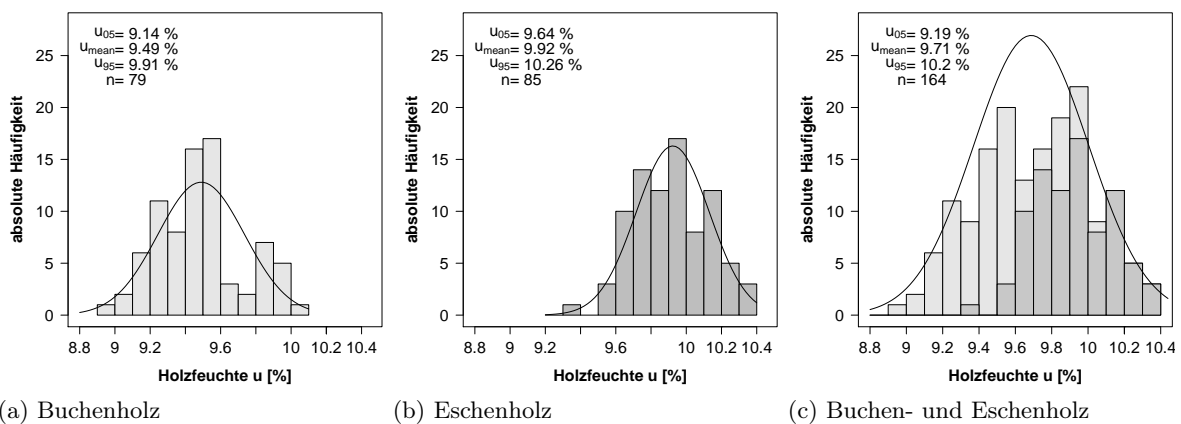 u05= 9.14 %
umean= 9.49 %
u95= 9.91 %
n= 79
absolute Häufigkeit
25
20
15
10
5
0
8.8 9 9.2 9.6 10 10.2 10.4
Holzfeuchte u [%]
(a) Buchenholz
u05= 9.64 %
umean= 9.92 %
u95= 10.26 %
n= 85
absolute Häufigkeit
25
20
15
10
5
0
8.8 9 9.2 9.6 10 10.2 10.4
Holzfeuchte u [%]
(b) Eschenholz
u05= 9.19 %
umean= 9.71 %
u95= 10.2 %
n= 164
absolute Häufigkeit
25
20
15
10
5
0
8.8 9 9.2 9.4 9.6 9.8 10 10.2 10.4
Holzfeuchte u [%]
(c) Buchen- und Eschenholz